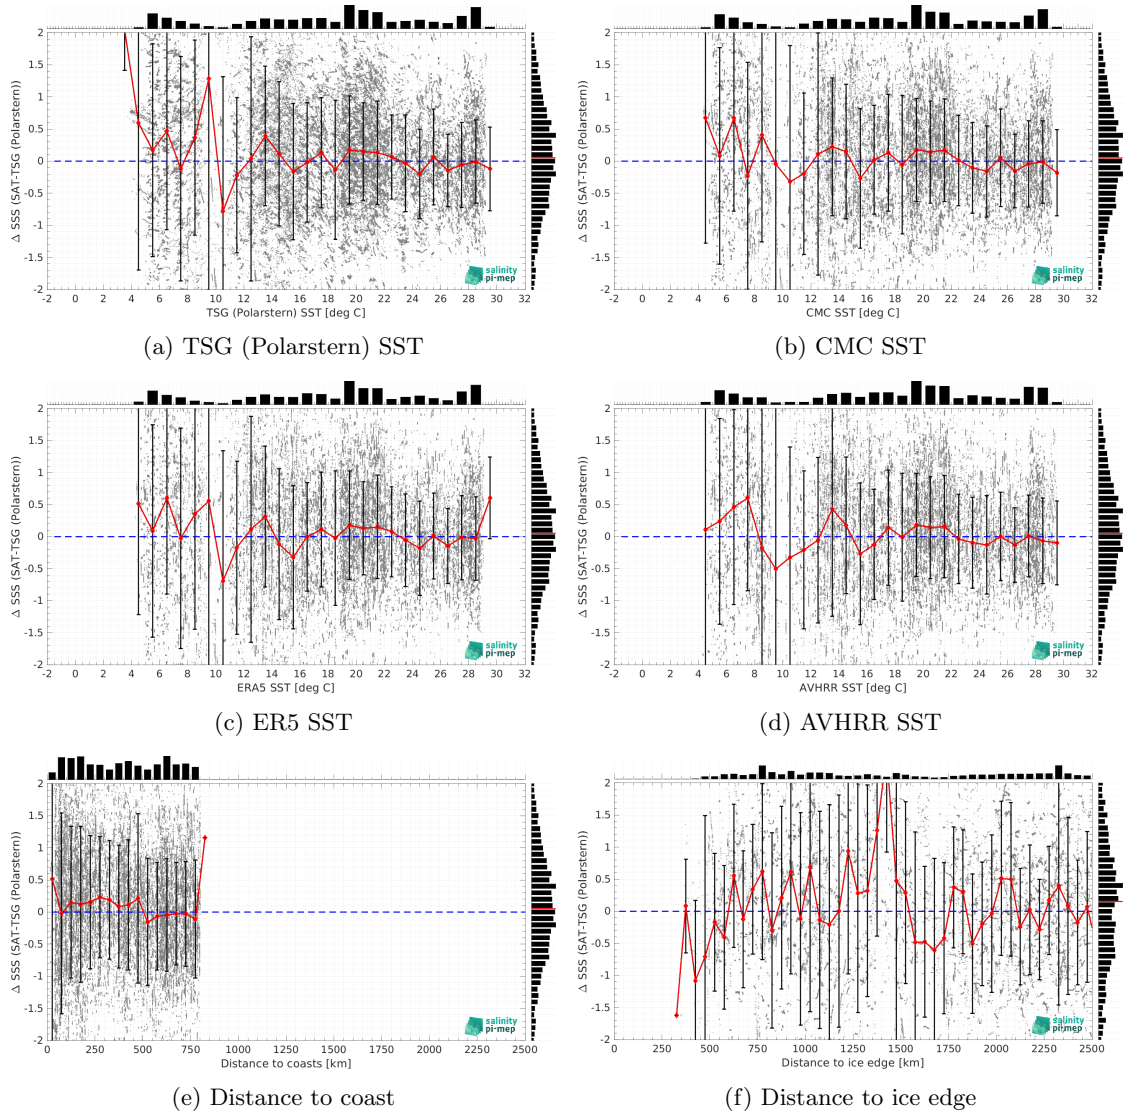 2
1.5
1
0.5
0
-0.5
-1
-1.5
-2
Δ SSS (SAT-TSG (Polarstern))
salinity
pi-mep
-2 0 2 4 6 8 10 12 14 16 18 20 22 24 26 28 30 32
TSG (Polarstern) SST [deg C]
(a) TSG (Polarstern) SST
2
1.5
1
0.5
0
-0.5
-1
-1.5
-2
Δ SSS (SAT-TSG (Polarstern))
salinity
pi-mep
-2 0 2 4 6 8 10 12 14 16 18 20 22 24 26 28 30 32
CMC SST [deg C]
(b) CMC SST
2
1.5
1
0.5
0
-0.5
-1
-1.5
-2
Δ SSS (SAT-TSG (Polarstern))
salinity
pi-mep
-2 0 2 4 6 8 10 12 14 16 18 20 22 24 26 28 30 32
ERA5 SST [deg C]
(c) ER5 SST
2
1.5
1
0.5
0
-0.5
-1
-1.5
-2
Δ SSS (SAT-TSG (Polarstern))
salinity
pi-mep
-2 0 2 4 6 8 10 12 14 16 18 20 22 24 26 28 30 32
AVHRR SST [deg C]
(d) AVHRR SST
2
1.5
1
0.5
0
-0.5
-1
-1.5
-2
Δ SSS (SAT-TSG (Polarstern))
salinity
pi-mep
0 250 500 750 1000 1250 1500 1750 2000 2250 2500
Distance to coasts [km]
(e) Distance to coast
2
1.5
1
0.5
0
-0.5
-1
-1.5
-2
Δ SSS (SAT-TSG (Polarstern))
salinity
pi-mep
0 250 500 750 1000 1250 1500 1750 2000 2250 2500
Distance to ice edge [km]
(f) Distance to ice edge